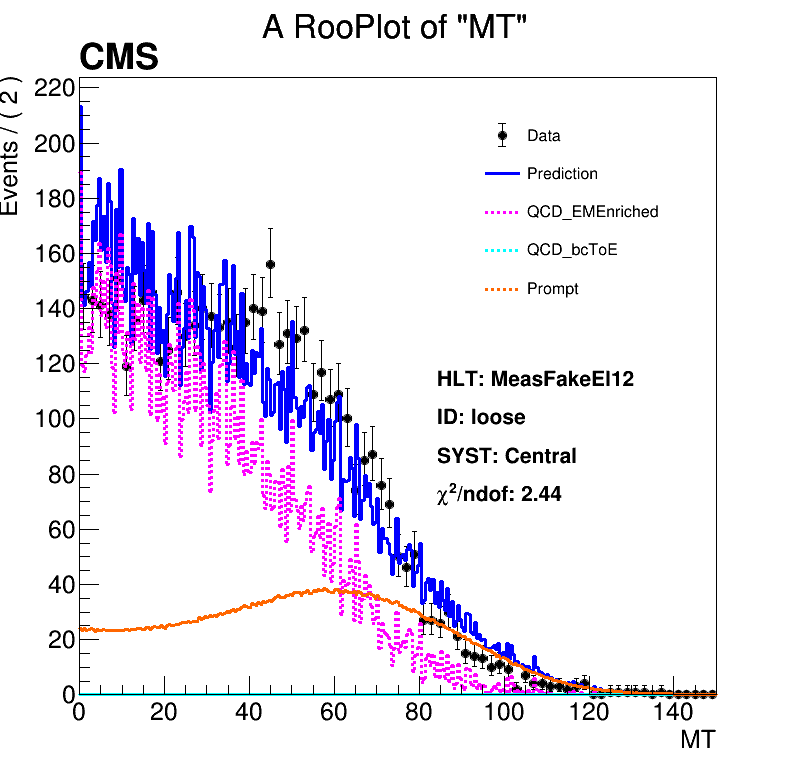 A RooPlot of "MT"
CMS
Events / ( 2 )
220
200
180
160
140
120
100
80
60
40
20
0
Data
Prediction
QCD_EMEnriched
QCD_bcToE
Prompt
HLT: MeasFakeEl12
ID: loose
SYST: Central
χ²/ndof: 2.44
0 20 40 60 80 100 120 140
MT